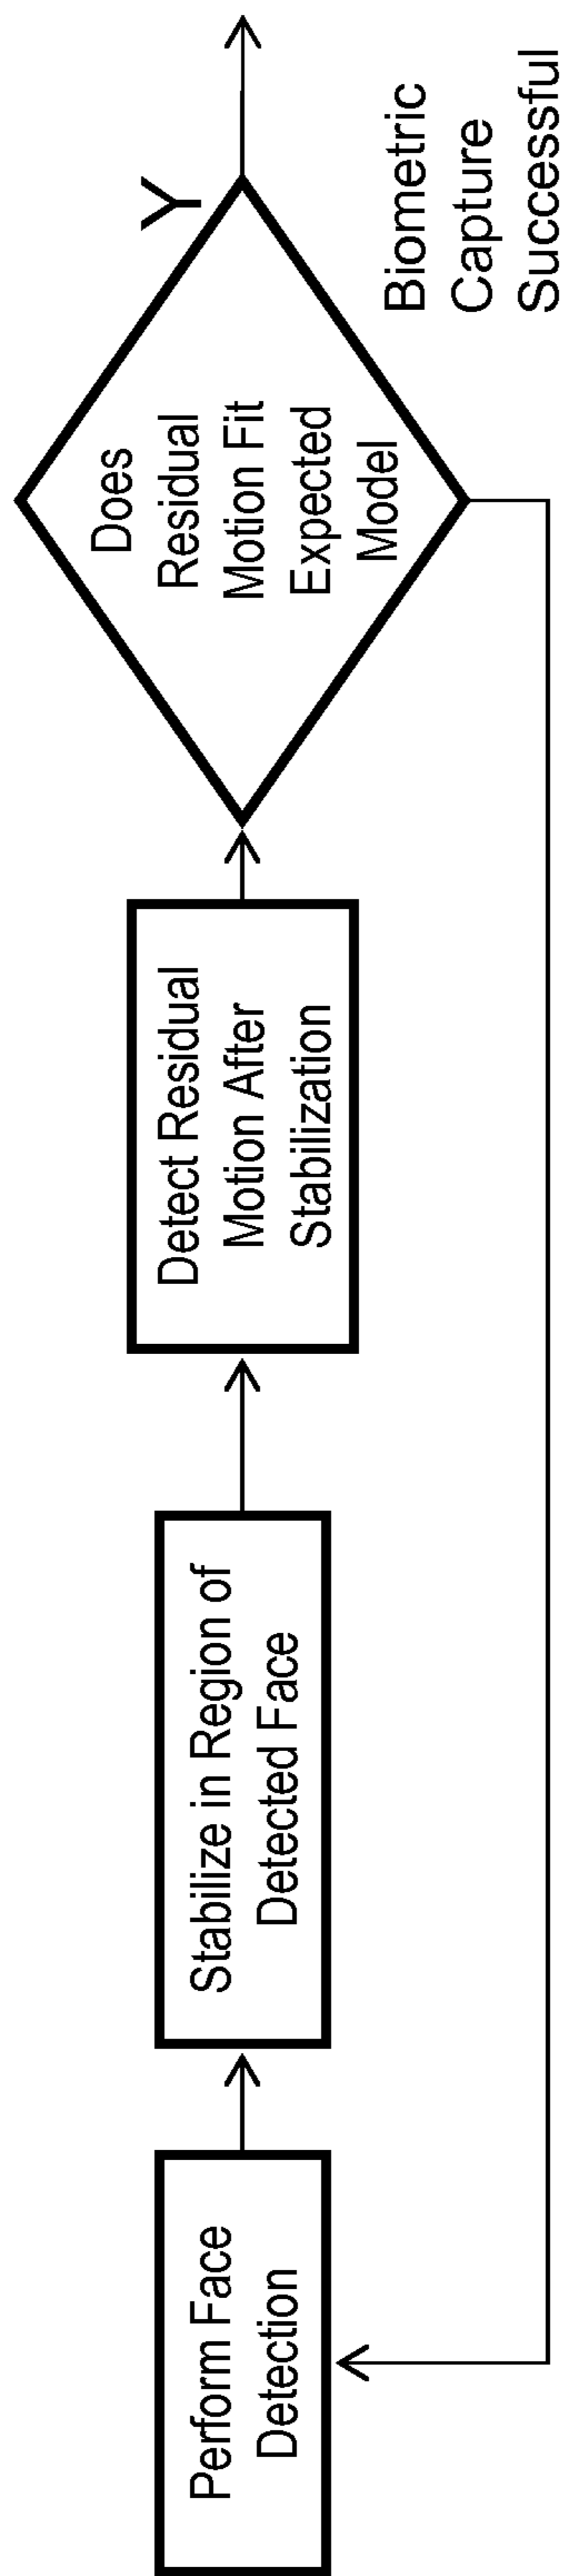 Perform Face
Detection
Stabilize in Region of
Detected Face
Detect Residual
Motion After
Stabilization
Does
Residual
Motion Fit
Expected
Model
Y
Biometric
Capture
Successful